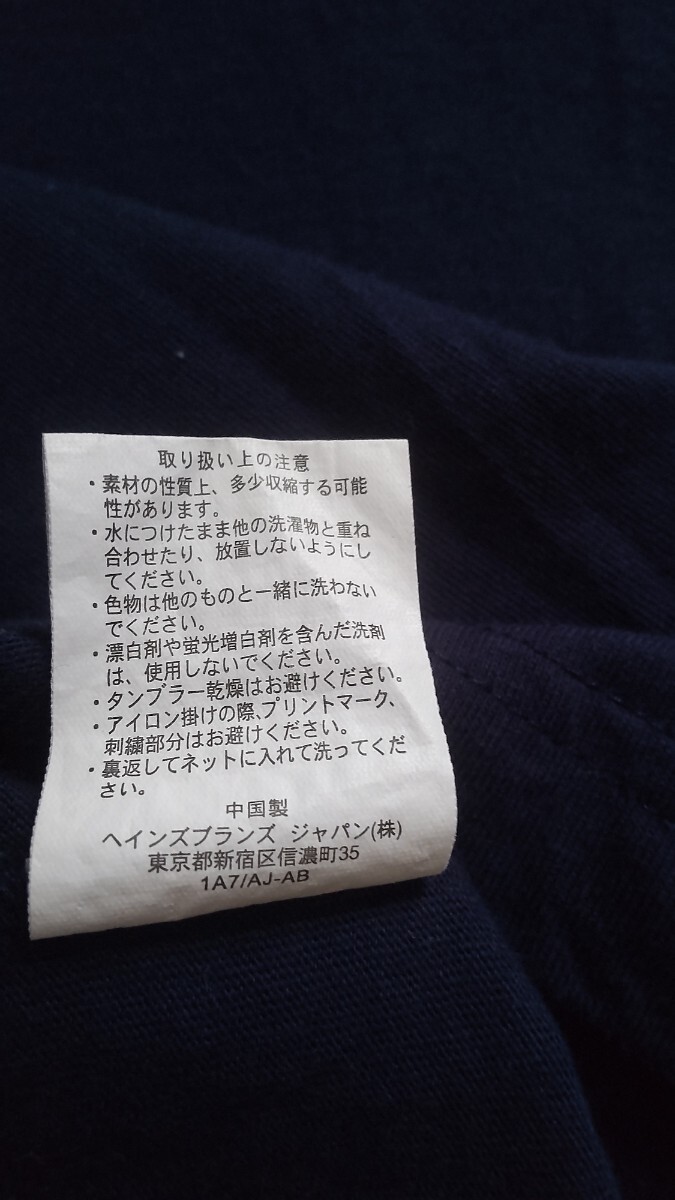 取り扱い上の注意
・素材の性質上、多少収縮する可能
性があります。
・水につけたまま他の洗濯物と重ね
合わせたり、放置しないようにし
てください。
・色物は他のものと一緒に洗わない
でください。
・漂白剤や蛍光増白剤を含んだ洗剤
は、使用しないでください。
・タンブラー乾燥はお避けください。
・アイロン掛けの際、プリントマーク、
刺繍部分はお避けください。
・裏返してネットに入れて洗ってくだ
さい。
中国製
ヘインズブランズ ジャパン(株)
東京都新宿区信濃町35
1A7/AJ-AB